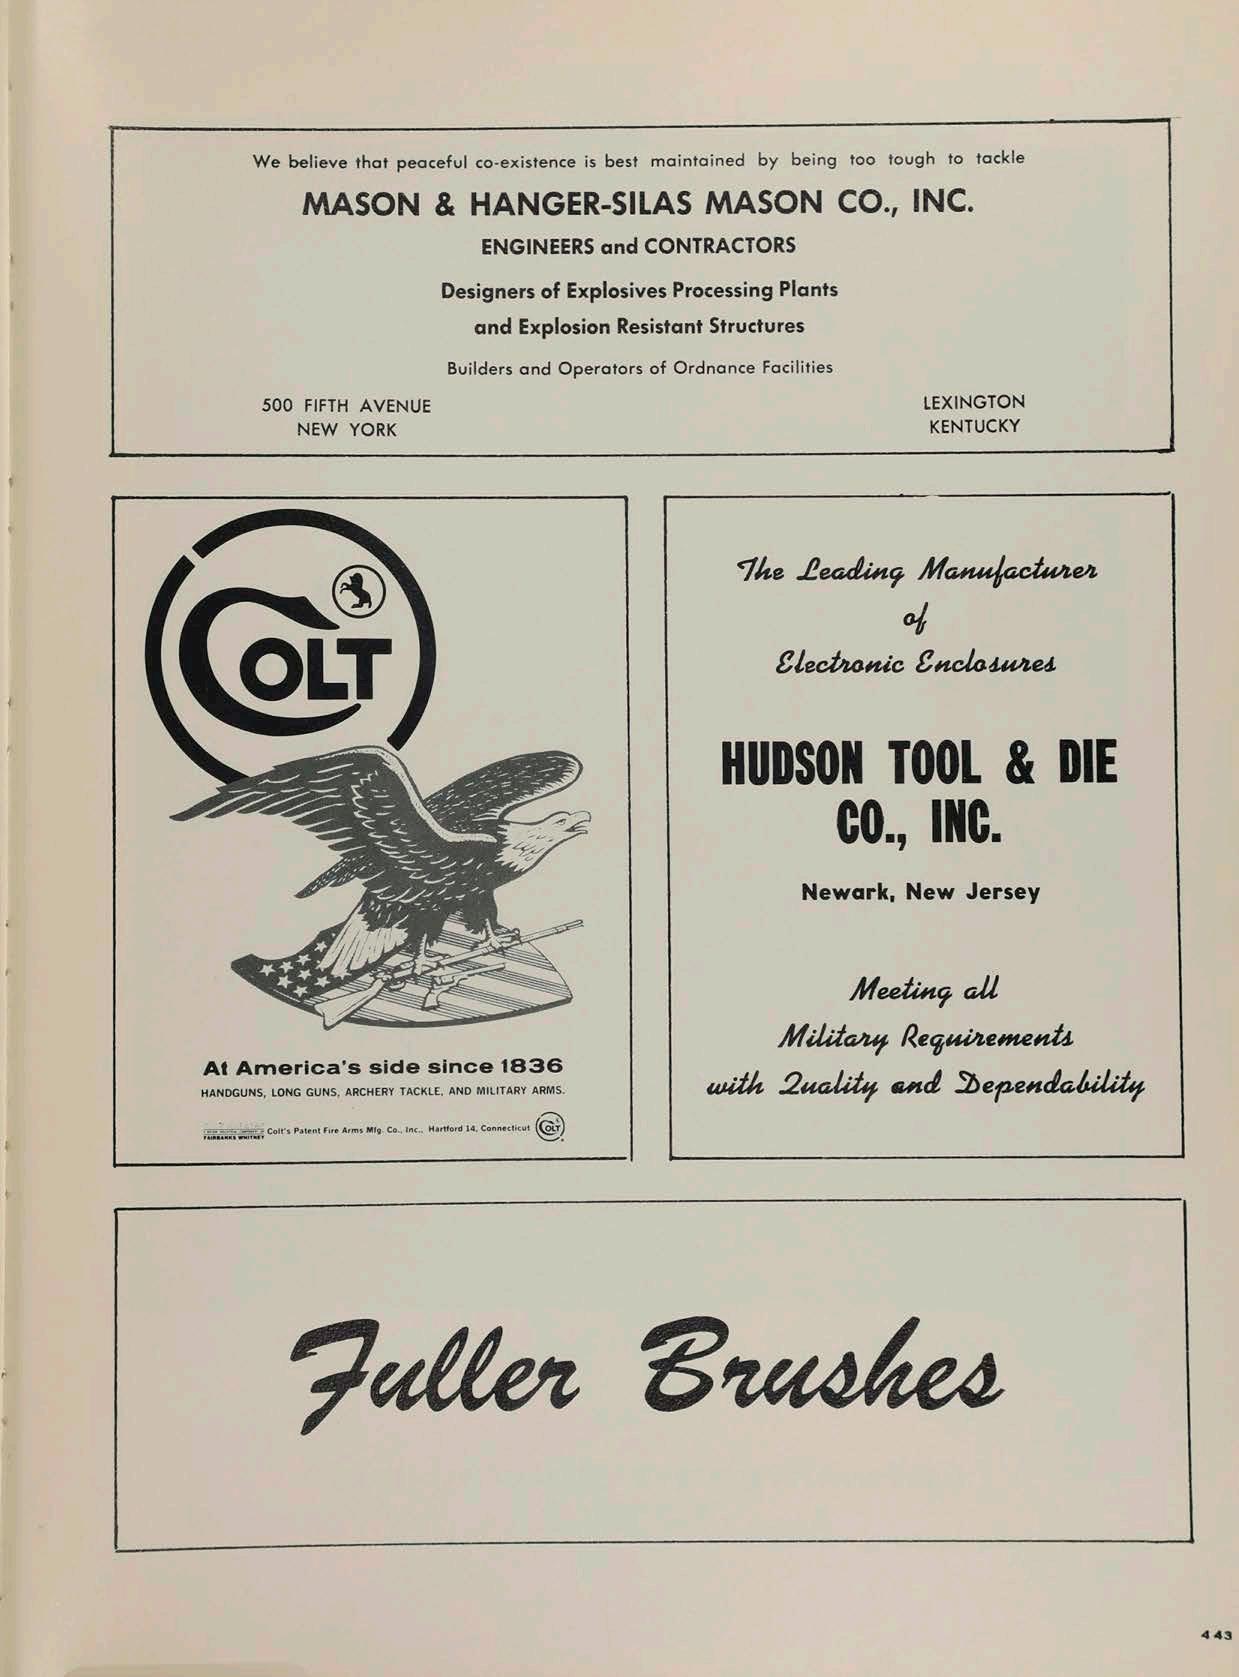 We believe that peaceful co-existence is best maintained by being too tough to tackle
MASON & HANGER-SILAS MASON CO., INC.
ENGINEERS and CONTRACTORS
Designers of Explosives Processing Plants
and Explosion Resistant Structures
Builders and Operators of Ordnance Facilities
500 FIFTH AVENUE
NEW YORK
LEXINGTON
KENTUCKY
COLT
At America's side since 1836
HANDGUNS, LONG GUNS, ARCHERY TACKLE, AND MILITARY ARMS.
FAIRBANKS WHITNEY
Colt's Patent Fire Arms Mfg. Co., Inc., Hartford 14, Connecticut
COLT
The Leading Manufacturer
of
Electronic Enclosures
HUDSON TOOL & DIE
CO., INC.
Newark, New Jersey
Meeting all
Military Requirements
with Quality and Dependability
Fuller Brushes
443